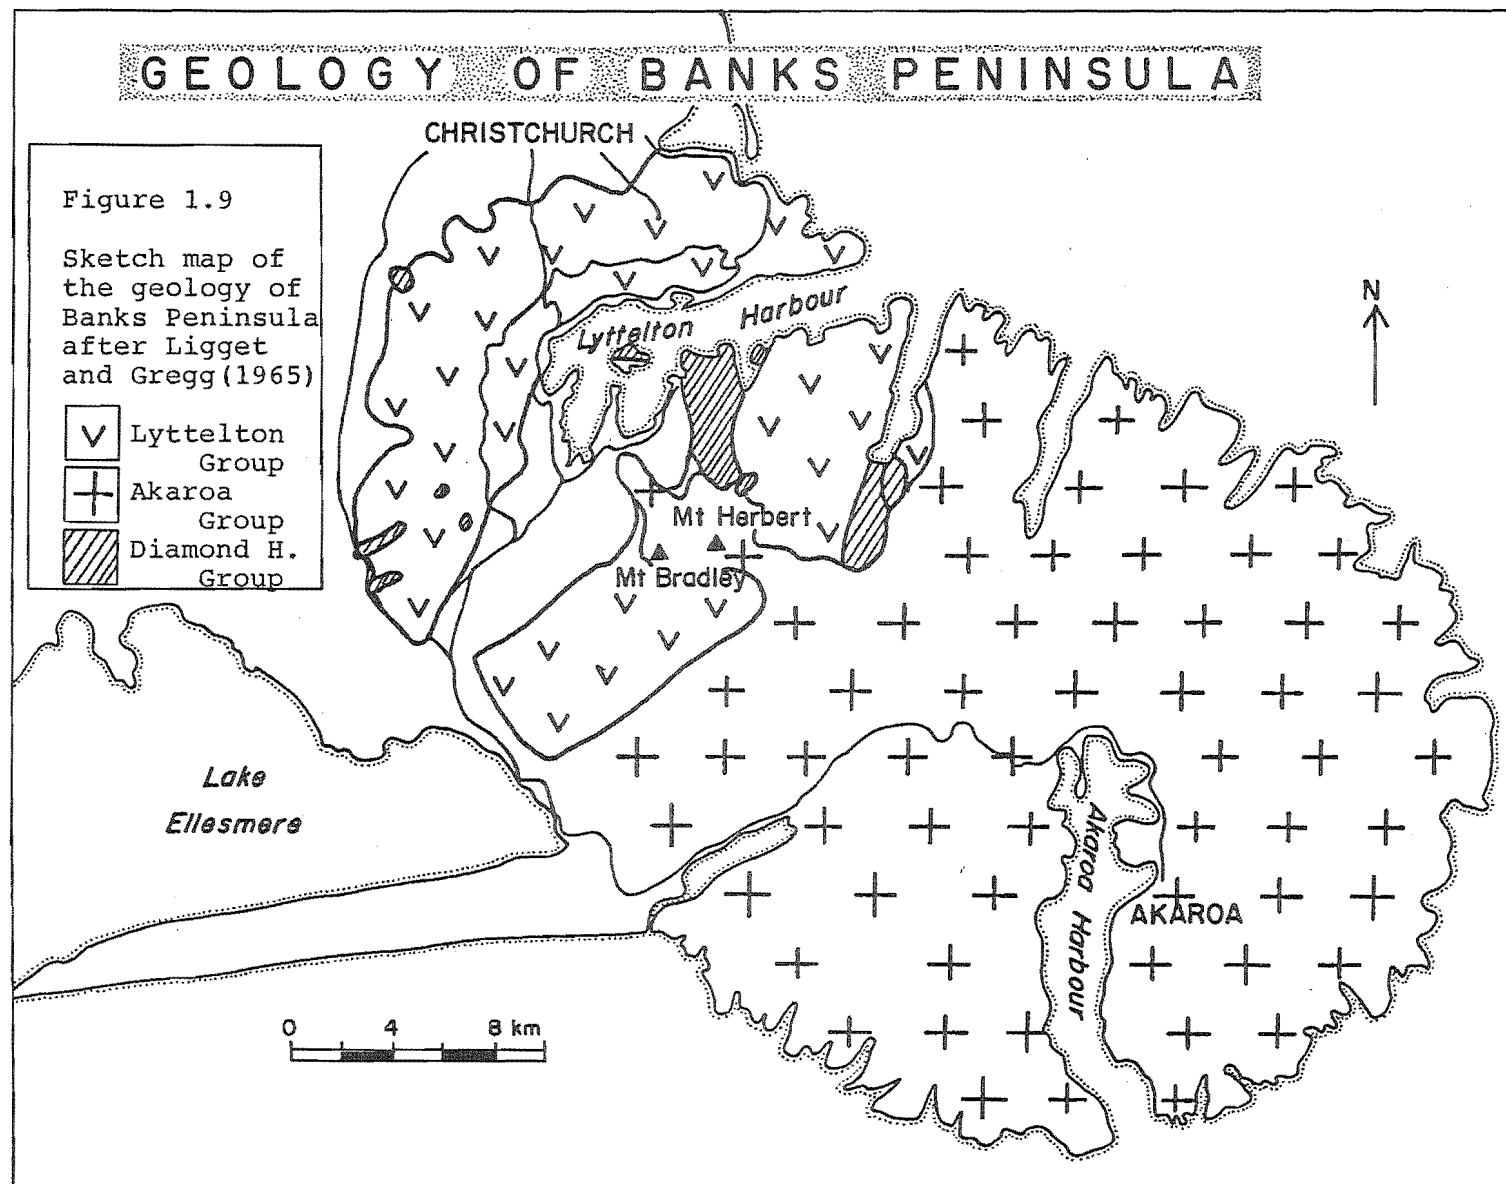 GEOLOGY OF BANKS PENINSULA
CHRISTCHURCH
Figure 1.9
Sketch map of
the geology of
Banks Peninsula
after Ligget
and Gregg(1965)
Lyttelton
Group
Akaroa
Group
Diamond H.
Group
Lyttelton Harbour
N
Mt Herbert
Mt Bradley
Lake
Ellesmere
Akaroa Harbour
AKAROA
0 4 8 km